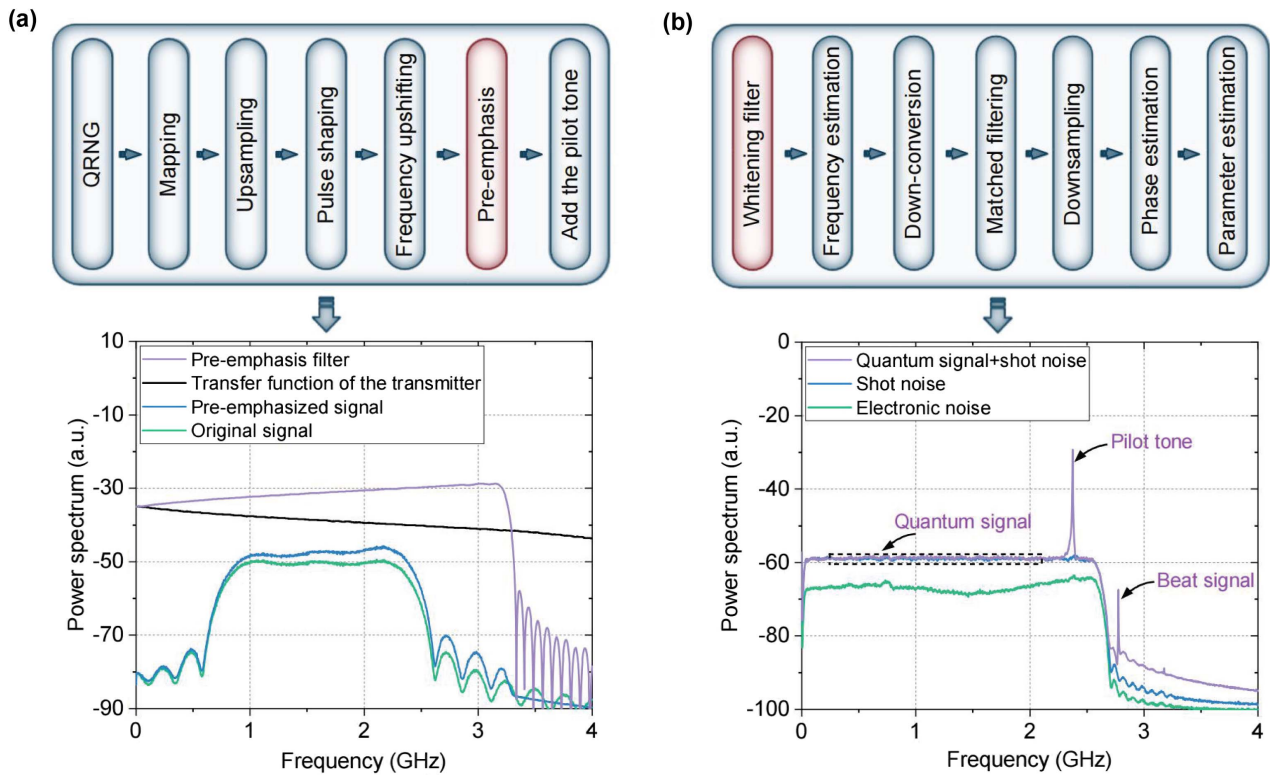 (a)
QRNG
Mapping
Upsampling
Pulse shaping
Frequency upshifting
Pre-emphasis
Add the pilot tone
10
-10
-30
-50
-70
-90
Power spectrum (a.u.)
Pre-emphasis filter
Transfer function of the transmitter
Pre-emphasized signal
Original signal
0
1
2
3
4
Frequency (GHz)
(b)
Whitening filter
Frequency estimation
Down-conversion
Matched filtering
Downsampling
Phase estimation
Parameter estimation
0
-20
-40
-60
-80
-100
Power spectrum (a.u.)
Quantum signal+shot noise
Shot noise
Electronic noise
Pilot tone
Quantum signal
Beat signal
0
1
2
3
4
Frequency (GHz)